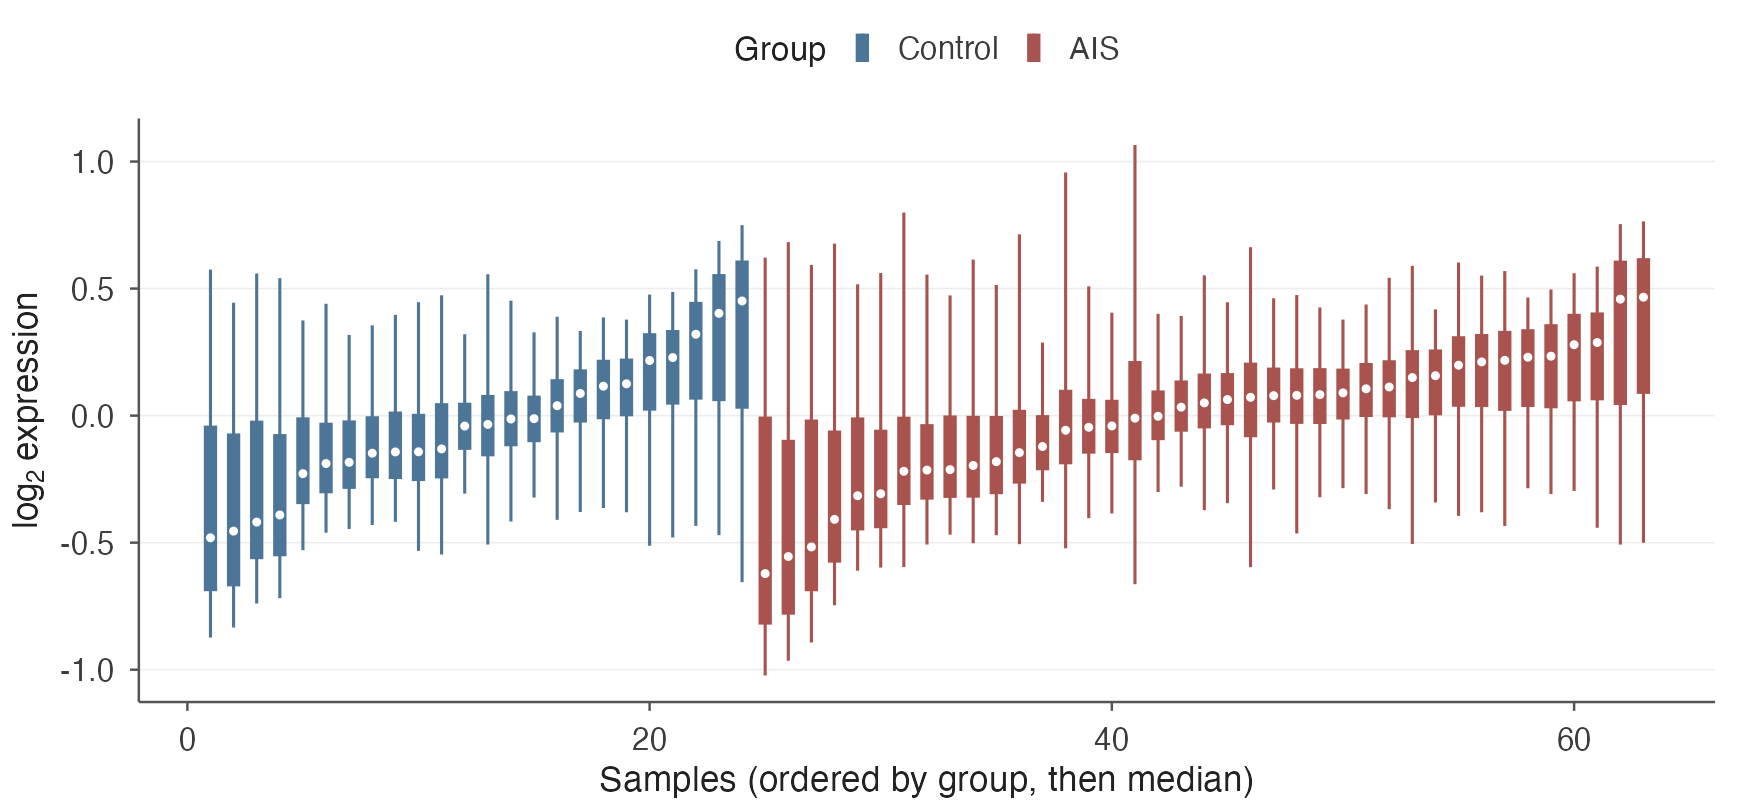 Group Control AIS
1.0
0.5
0.0
-0.5
-1.0
log₂ expression
0 20 40 60
Samples (ordered by group, then median)